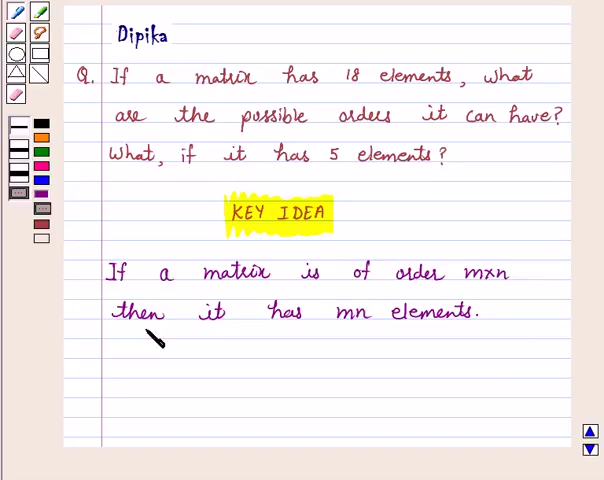 Dipika
Q. If a matrix has 18 elements, what
are the possible orders it can have?
What, if it has 5 elements?
KEY IDEA
If a matrix is of order m×n
then it has mn elements.